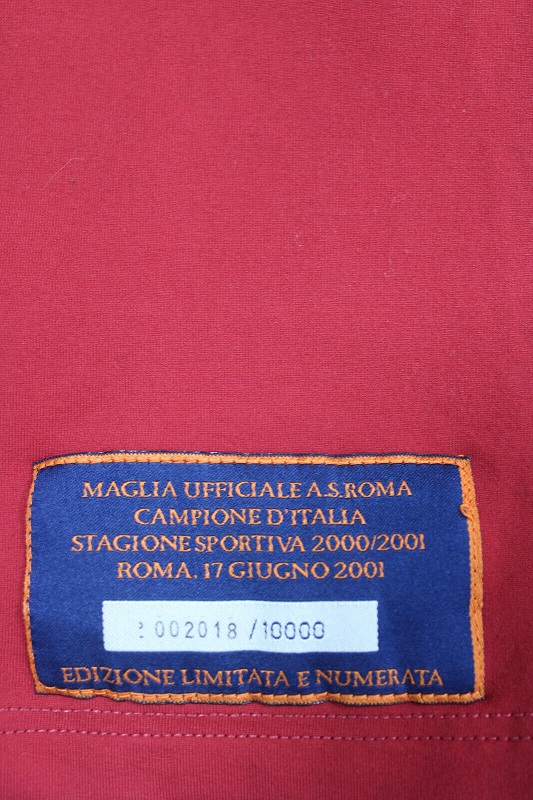 MAGLIA UFFICIALE A.S.ROMA
CAMPIONE D'ITALIA
STAGIONE SPORTIVA 2000/2001
ROMA, 17 GIUGNO 2001
002018 /10000
EDIZIONE LIMITATA E NUMERATA